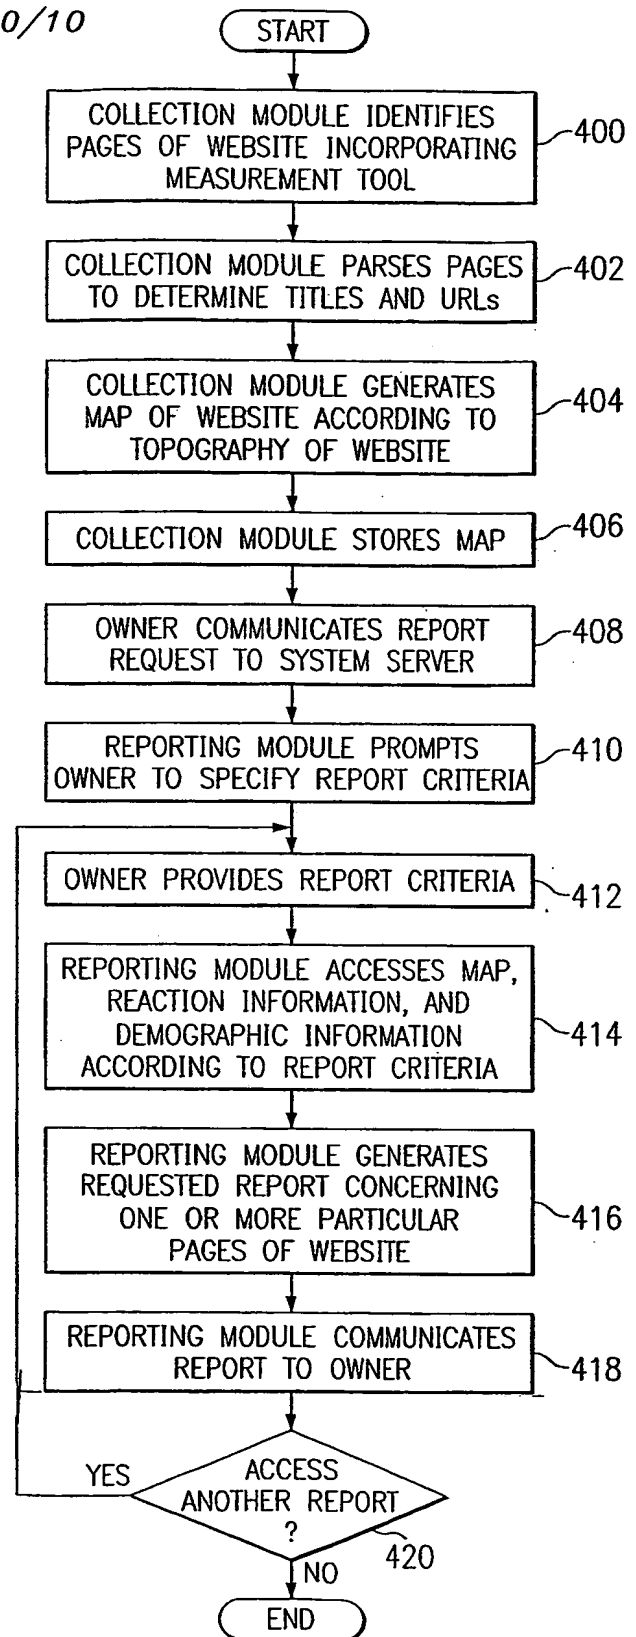 0/10
START
COLLECTION MODULE IDENTIFIES
PAGES OF WEBSITE INCORPORATING
MEASUREMENT TOOL
400
COLLECTION MODULE PARSES PAGES
TO DETERMINE TITLES AND URLs
402
COLLECTION MODULE GENERATES
MAP OF WEBSITE ACCORDING TO
TOPOGRAPHY OF WEBSITE
404
COLLECTION MODULE STORES MAP
406
OWNER COMMUNICATES REPORT
REQUEST TO SYSTEM SERVER
408
REPORTING MODULE PROMPTS
OWNER TO SPECIFY REPORT CRITERIA
410
OWNER PROVIDES REPORT CRITERIA
412
REPORTING MODULE ACCESSES MAP,
REACTION INFORMATION, AND
DEMOGRAPHIC INFORMATION
ACCORDING TO REPORT CRITERIA
414
REPORTING MODULE GENERATES
REQUESTED REPORT CONCERNING
ONE OR MORE PARTICULAR
PAGES OF WEBSITE
416
REPORTING MODULE COMMUNICATES
REPORT TO OWNER
418
YES
ACCESS
ANOTHER REPORT
?
420
NO
END